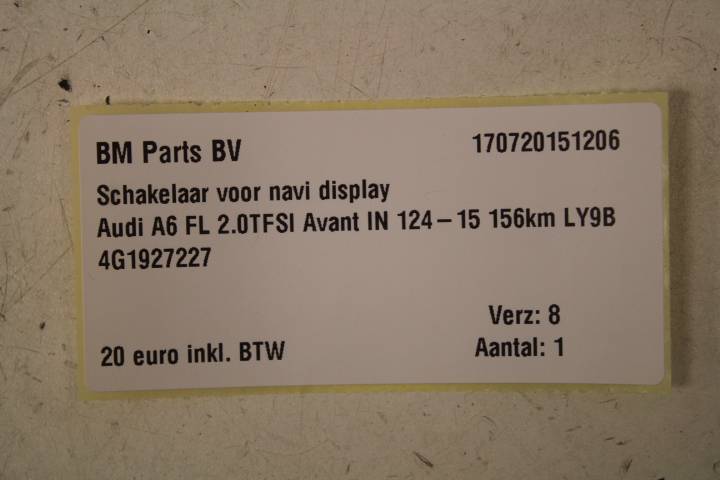 BM Parts BV 170720151206
Schakelaar voor navi display
Audi A6 FL 2.0TFSI Avant IN 124-15 156km LY9B
4G1927227
Verz: 8
20 euro inkl. BTW Aantal: 1